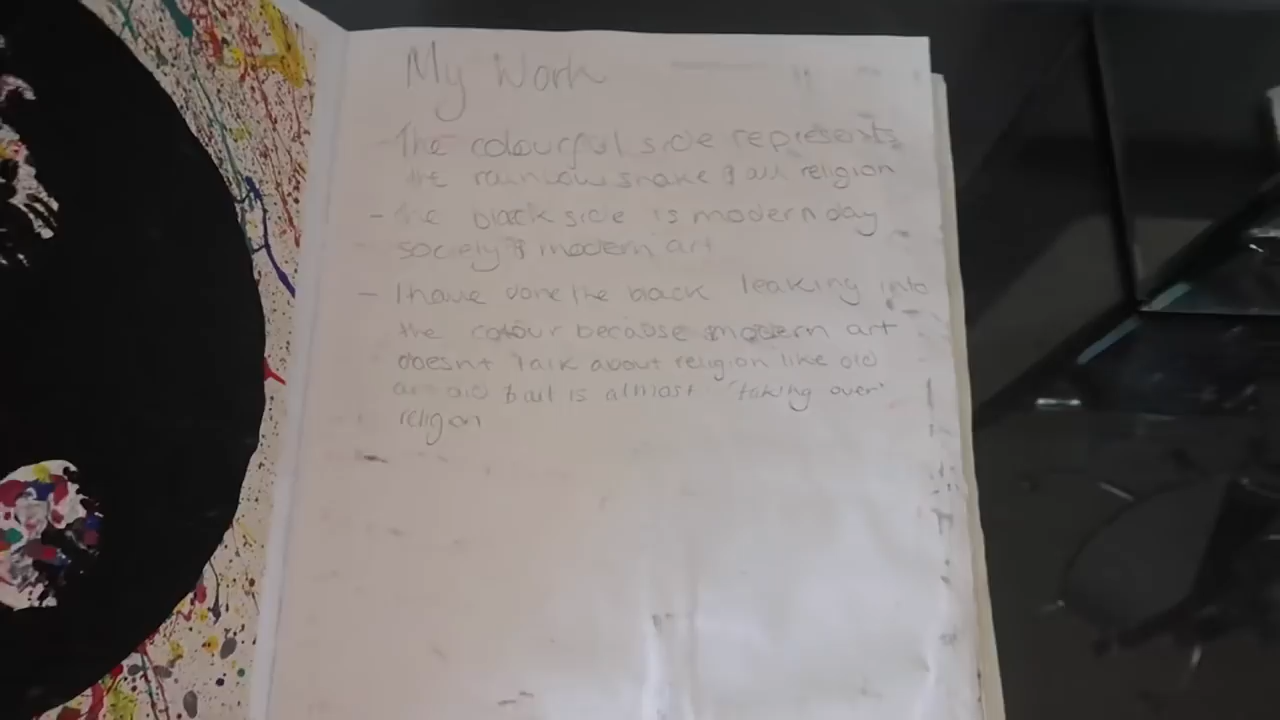 My Work
- The colourful side represents
the rainbow snake & all religion
- The black side is modern day
society & modern art
- I have done the black leaking into
the colour because modern art
doesnt talk about religion like old
art did but is almost "taking over"
religion